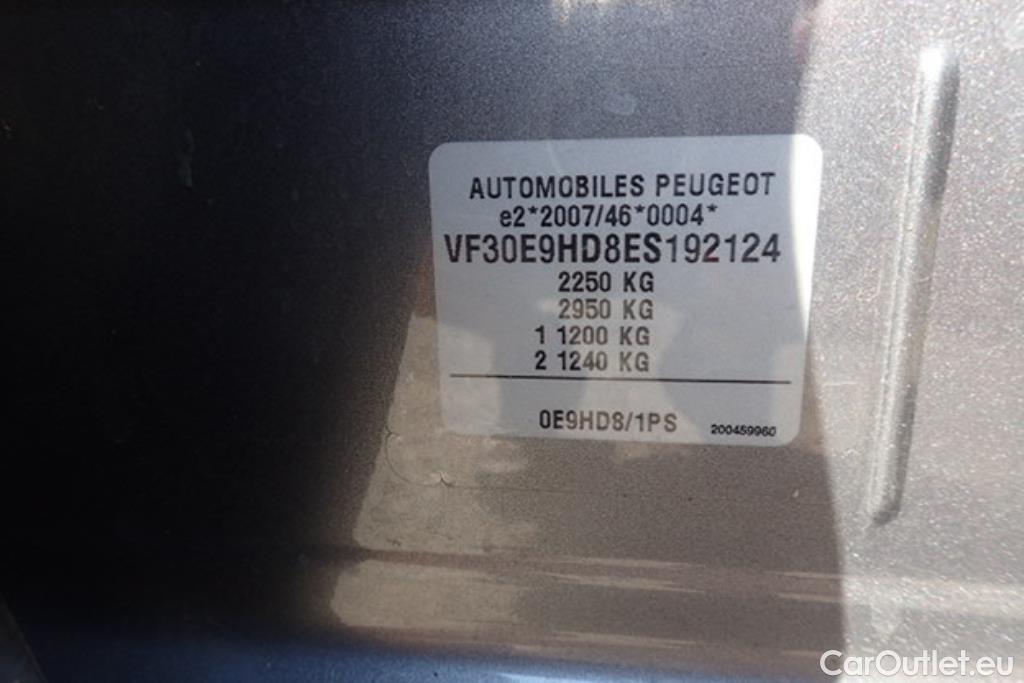 AUTOMOBILES PEUGEOT
e2*2007/46*0004*
VF30E9HD8ES192124
2250 KG
2950 KG
1 1200 KG
2 1240 KG
0E9HD8/1PS
200459960
CarOutlet.eu